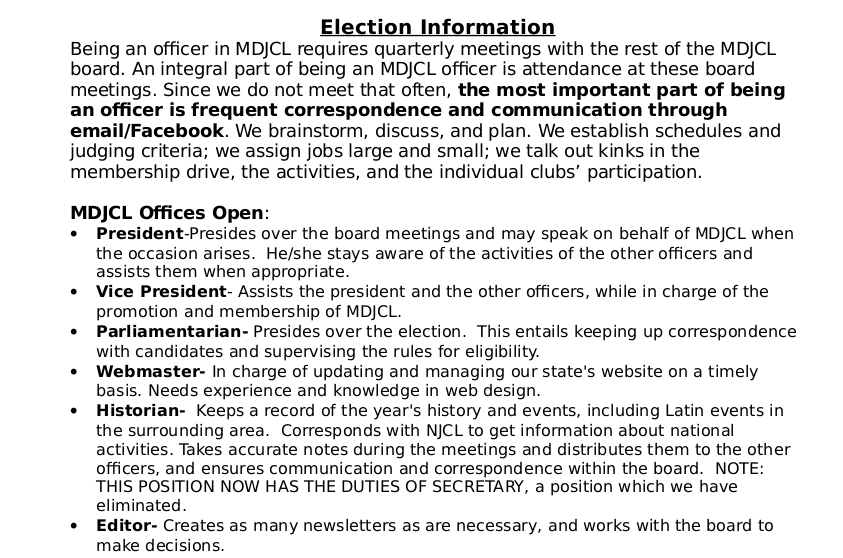 Election Information
Being an officer in MDJCL requires quarterly meetings with the rest of the MDJCL
board. An integral part of being an MDJCL officer is attendance at these board
meetings. Since we do not meet that often, the most important part of being
an officer is frequent correspondence and communication through
email/Facebook. We brainstorm, discuss, and plan. We establish schedules and
judging criteria; we assign jobs large and small; we talk out kinks in the
membership drive, the activities, and the individual clubs’ participation.
MDJCL Offices Open:
• President-Presides over the board meetings and may speak on behalf of MDJCL when
the occasion arises.  He/she stays aware of the activities of the other officers and
assists them when appropriate.
• Vice President- Assists the president and the other officers, while in charge of the
promotion and membership of MDJCL.
• Parliamentarian- Presides over the election.  This entails keeping up correspondence
with candidates and supervising the rules for eligibility.
• Webmaster- In charge of updating and managing our state's website on a timely
basis. Needs experience and knowledge in web design.
• Historian-  Keeps a record of the year's history and events, including Latin events in
the surrounding area.  Corresponds with NJCL to get information about national
activities. Takes accurate notes during the meetings and distributes them to the other
officers, and ensures communication and correspondence within the board.  NOTE:
THIS POSITION NOW HAS THE DUTIES OF SECRETARY, a position which we have
eliminated.
• Editor- Creates as many newsletters as are necessary, and works with the board to
make decisions.